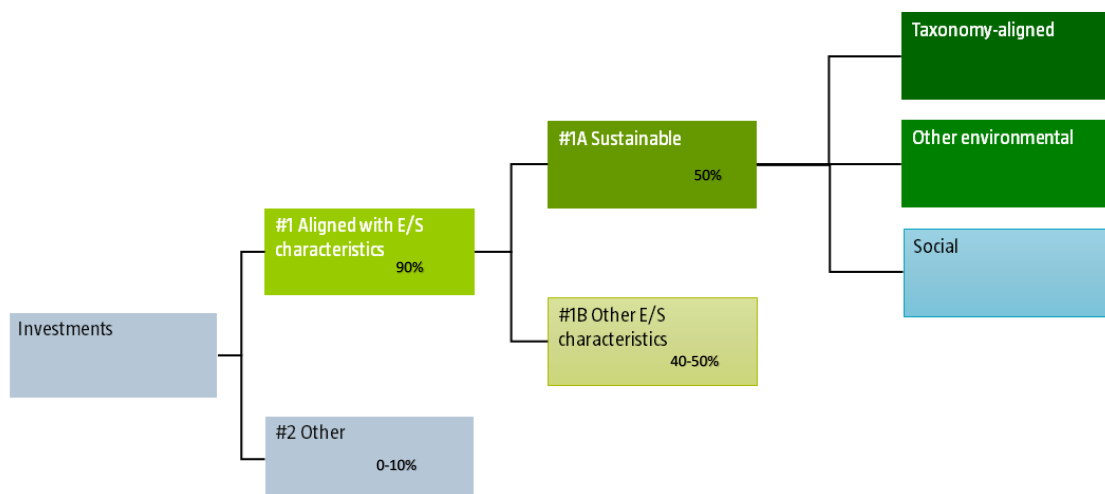 Taxonomy-aligned
Other environmental
Social
#1A Sustainable
50%
#1 Aligned with E/S
characteristics
90%
#1B Other E/S
characteristics
40-50%
Investments
#2 Other
0-10%